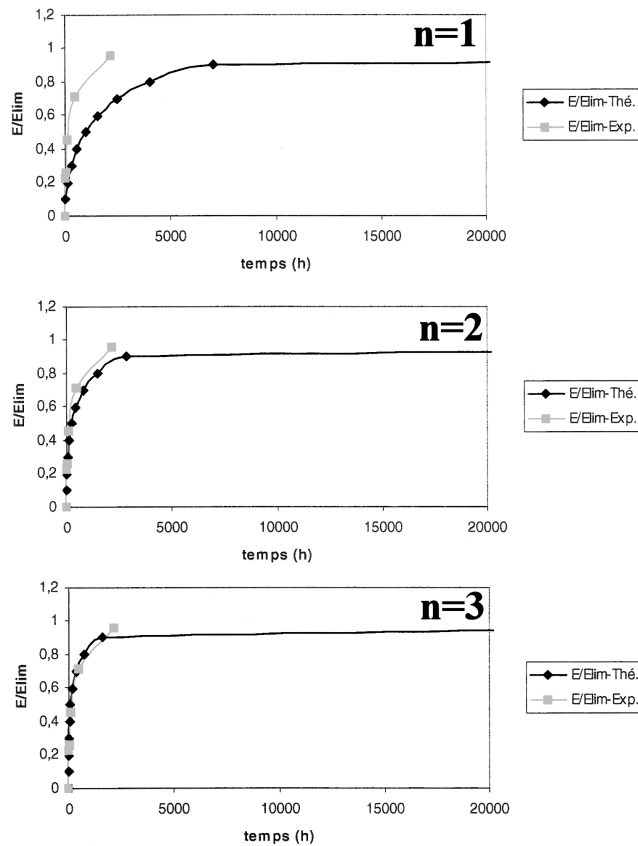 n=1
1,2
1
0,8
0,6
0,4
0,2
0
E/Elim
0 5000 10000 15000 20000
temps (h)
E/Elim-Thé.
E/Elim-Exp.
n=2
1,2
1
0,8
0,6
0,4
0,2
0
E/Elim
0 5000 10000 15000 20000
temps (h)
E/Elim-Thé.
E/Elim-Exp.
n=3
1,2
1
0,8
0,6
0,4
0,2
0
E/Elim
0 5000 10000 15000 20000
temps (h)
E/Elim-Thé.
E/Elim-Exp.